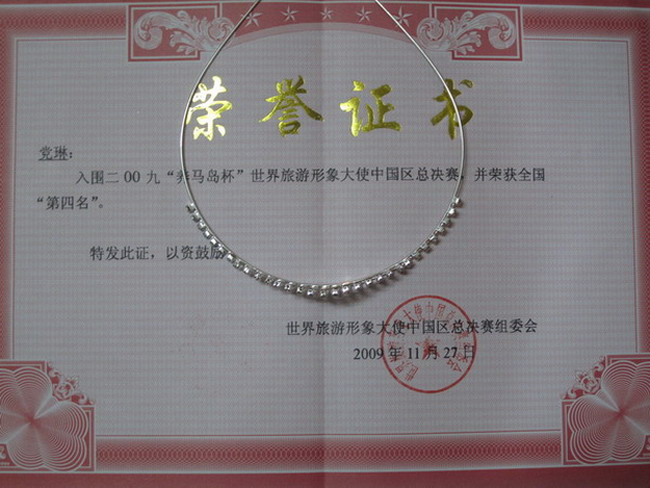 荣誉证书
党琳：
入围二00九“养马岛杯”世界旅游形象大使中国区总决赛，并荣获全国
“第四名”。
特发此证，以资鼓励
世界旅游形象大使中国区总决赛组委会
2009年11月27日